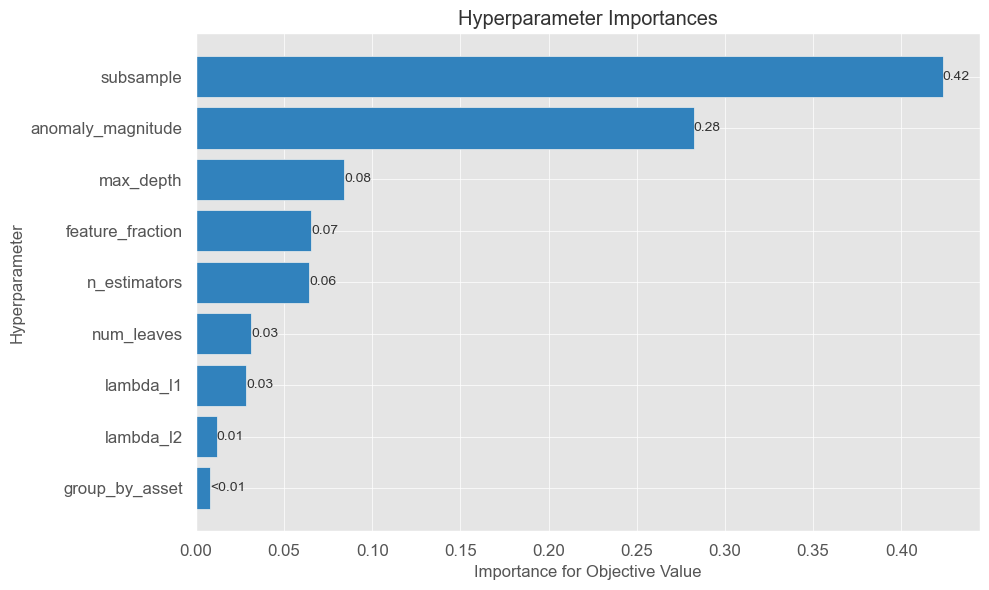 Hyperparameter Importances
Hyperparameter
subsample 0.42
anomaly_magnitude 0.28
max_depth 0.08
feature_fraction 0.07
n_estimators 0.06
num_leaves 0.03
lambda_l1 0.03
lambda_l2 0.01
group_by_asset <0.01
0.00 0.05 0.10 0.15 0.20 0.25 0.30 0.35 0.40
Importance for Objective Value